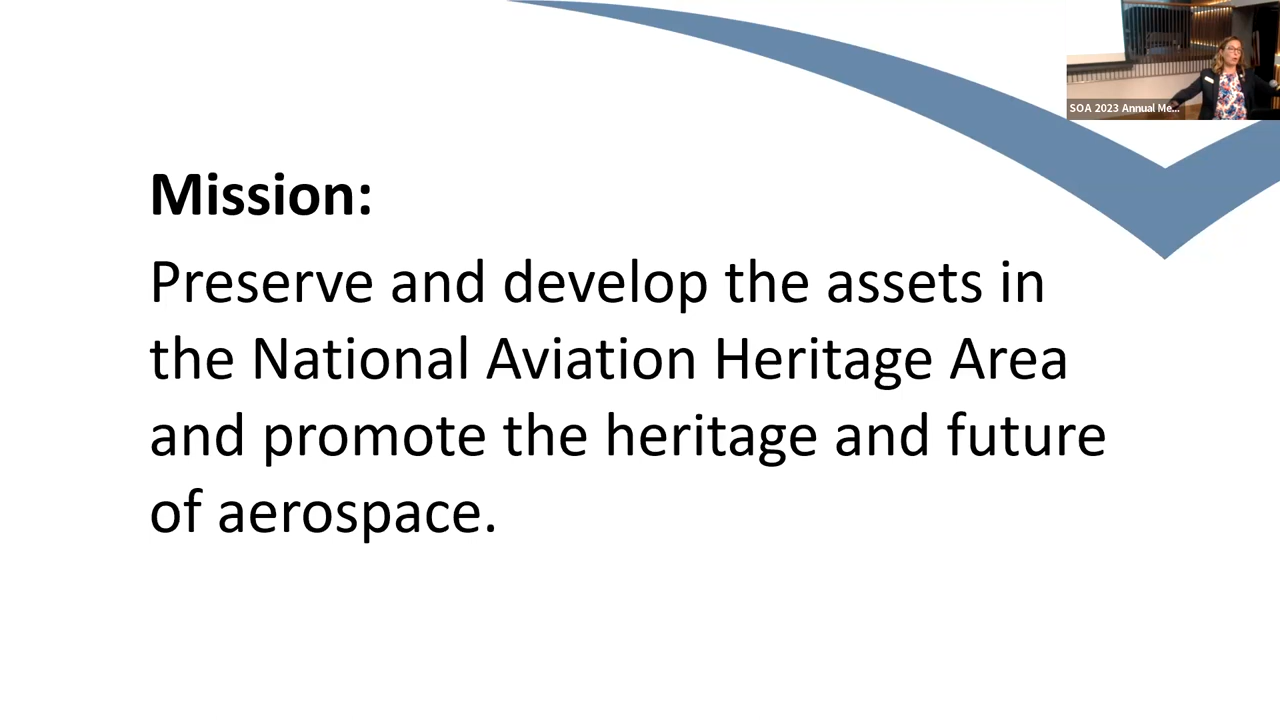 SOA 2023 Annual Me...
Mission:
Preserve and develop the assets in
the National Aviation Heritage Area
and promote the heritage and future
of aerospace.